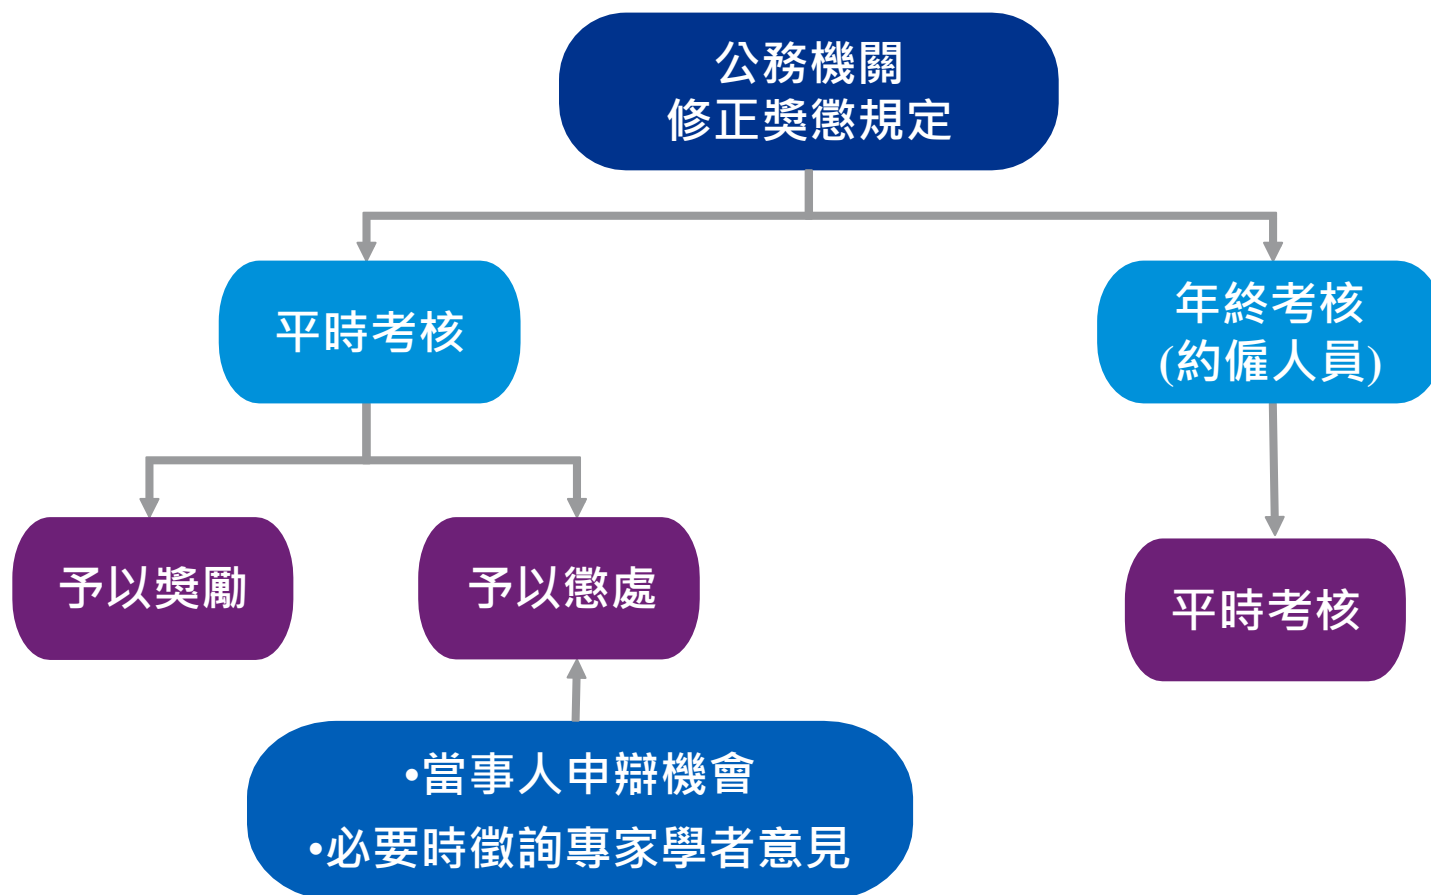 公務機關
修正獎懲規定
平時考核
年終考核
(約僱人員)
予以獎勵
予以懲處
平時考核
•當事人申辯機會
•必要時徵詢專家學者意見